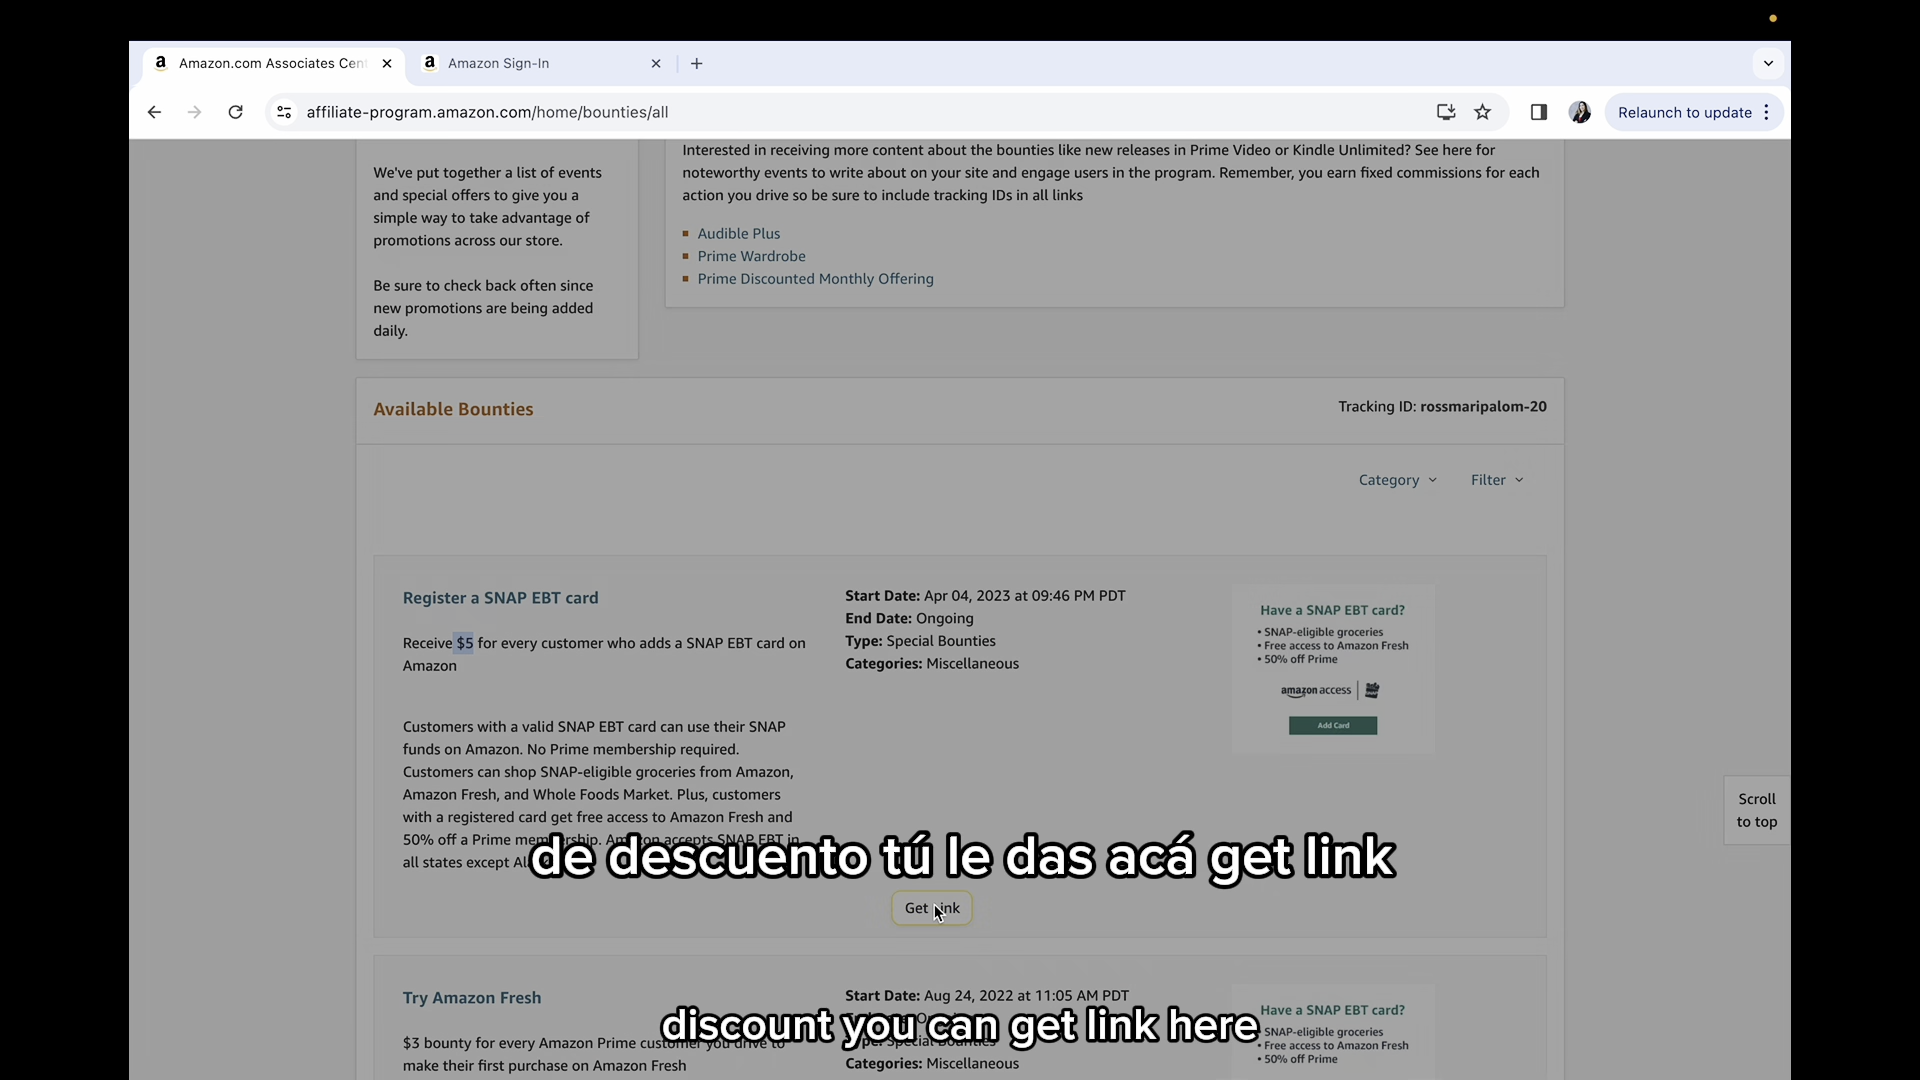 Amazon.com Associates Cen
Amazon Sign-In
affiliate-program.amazon.com/home/bounties/all
Relaunch to update
We've put together a list of events
and special offers to give you a
simple way to take advantage of
promotions across our store.
Be sure to check back often since
new promotions are being added
daily.
Interested in receiving more content about the bounties like new releases in Prime Video or Kindle Unlimited? See here for
noteworthy events to write about on your site and engage users in the program. Remember, you earn fixed commissions for each
action you drive so be sure to include tracking IDs in all links
Audible Plus
Prime Wardrobe
Prime Discounted Monthly Offering
Available Bounties
Tracking ID: rossmaripalom-20
Category
Filter
Register a SNAP EBT card
Receive $5 for every customer who adds a SNAP EBT card on
Amazon
Customers with a valid SNAP EBT card can use their SNAP
funds on Amazon. No Prime membership required.
Customers can shop SNAP-eligible groceries from Amazon,
Amazon Fresh, and Whole Foods Market. Plus, customers
with a registered card get free access to Amazon Fresh and
50% off a Prime membership. Amazon accepts SNAP EBT in
all states except
Start Date: Apr 04, 2023 at 09:46 PM PDT
End Date: Ongoing
Type: Special Bounties
Categories: Miscellaneous
Have a SNAP EBT card?
• SNAP-eligible groceries
• Free access to Amazon Fresh
• 50% off Prime
amazon access
Add Card
Scroll
to top
de descuento tú le das acá get link
Get Link
Try Amazon Fresh
$3 bounty for every Amazon Prime customer you drive to
make their first purchase on Amazon Fresh
Start Date: Aug 24, 2022 at 11:05 AM PDT
Type: Special Bounties
Categories: Miscellaneous
Have a SNAP EBT card?
• SNAP-eligible groceries
• Free access to Amazon Fresh
• 50% off Prime
discount you can get link here